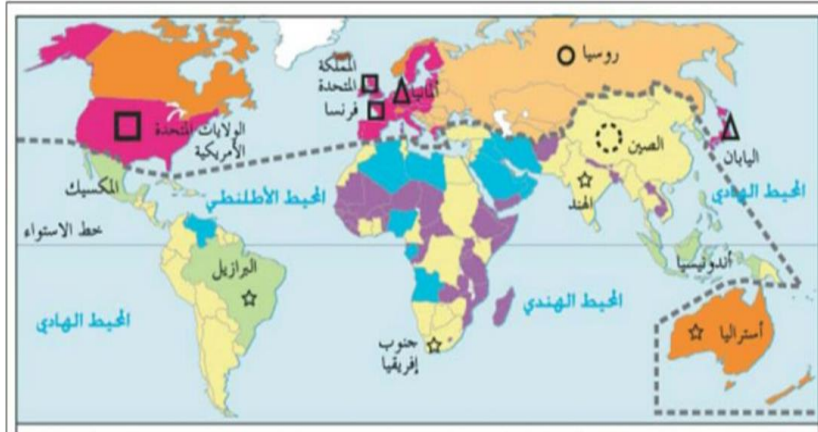 روسيا
المملكة
المتحدة
ألمانيا
فرنسا
الولايات المتحدة
الأمريكية
الصين
اليابان
المكسيك
المحيط الأطلنطي
الهند
المحيط الهادي
خط الاستواء
أندونيسيا
البرازيل
المحيط الهندي
المحيط الهادي
أستراليا
جنوب
إفريقيا